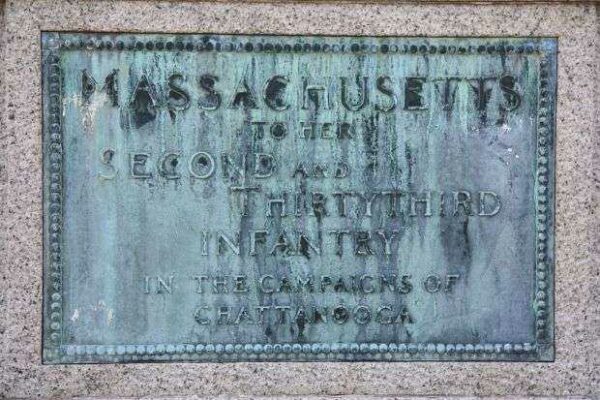 MASSACHUSETTS
TO HER
SECOND AND
THIRTYTHIRD
INFANTRY
IN THE CAMPAIGNS OF
CHATTANOOGA